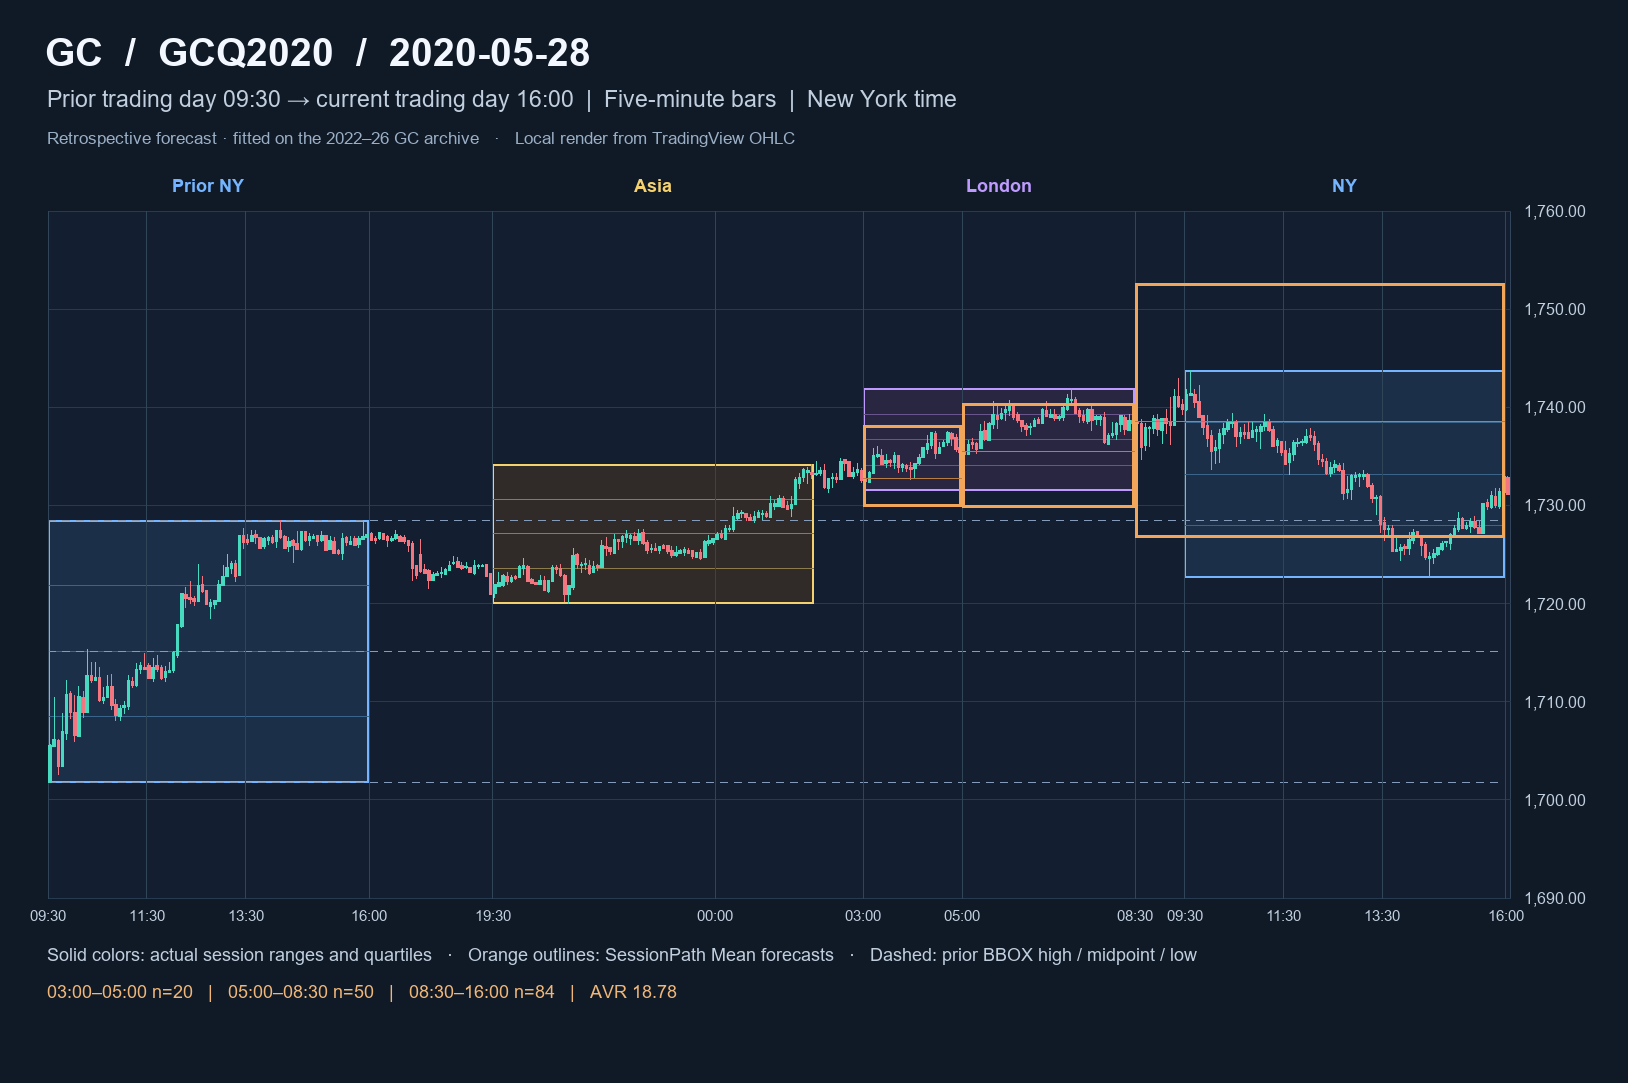 GC / GCQ2020 / 2020-05-28
Prior trading day 09:30 → current trading day 16:00 | Five-minute bars | New York time
Retrospective forecast · fitted on the 2022–26 GC archive · Local render from TradingView OHLC
Prior NY Asia London NY
1,760.00
1,750.00
1,740.00
1,730.00
1,720.00
1,710.00
1,700.00
1,690.00
09:30 11:30 13:30 16:00 19:30 00:00 03:00 05:00 08:30 09:30 11:30 13:30 16:00
Solid colors: actual session ranges and quartiles · Orange outlines: SessionPath Mean forecasts · Dashed: prior BBOX high / midpoint / low
03:00–05:00 n=20 | 05:00–08:30 n=50 | 08:30–16:00 n=84 | AVR 18.78